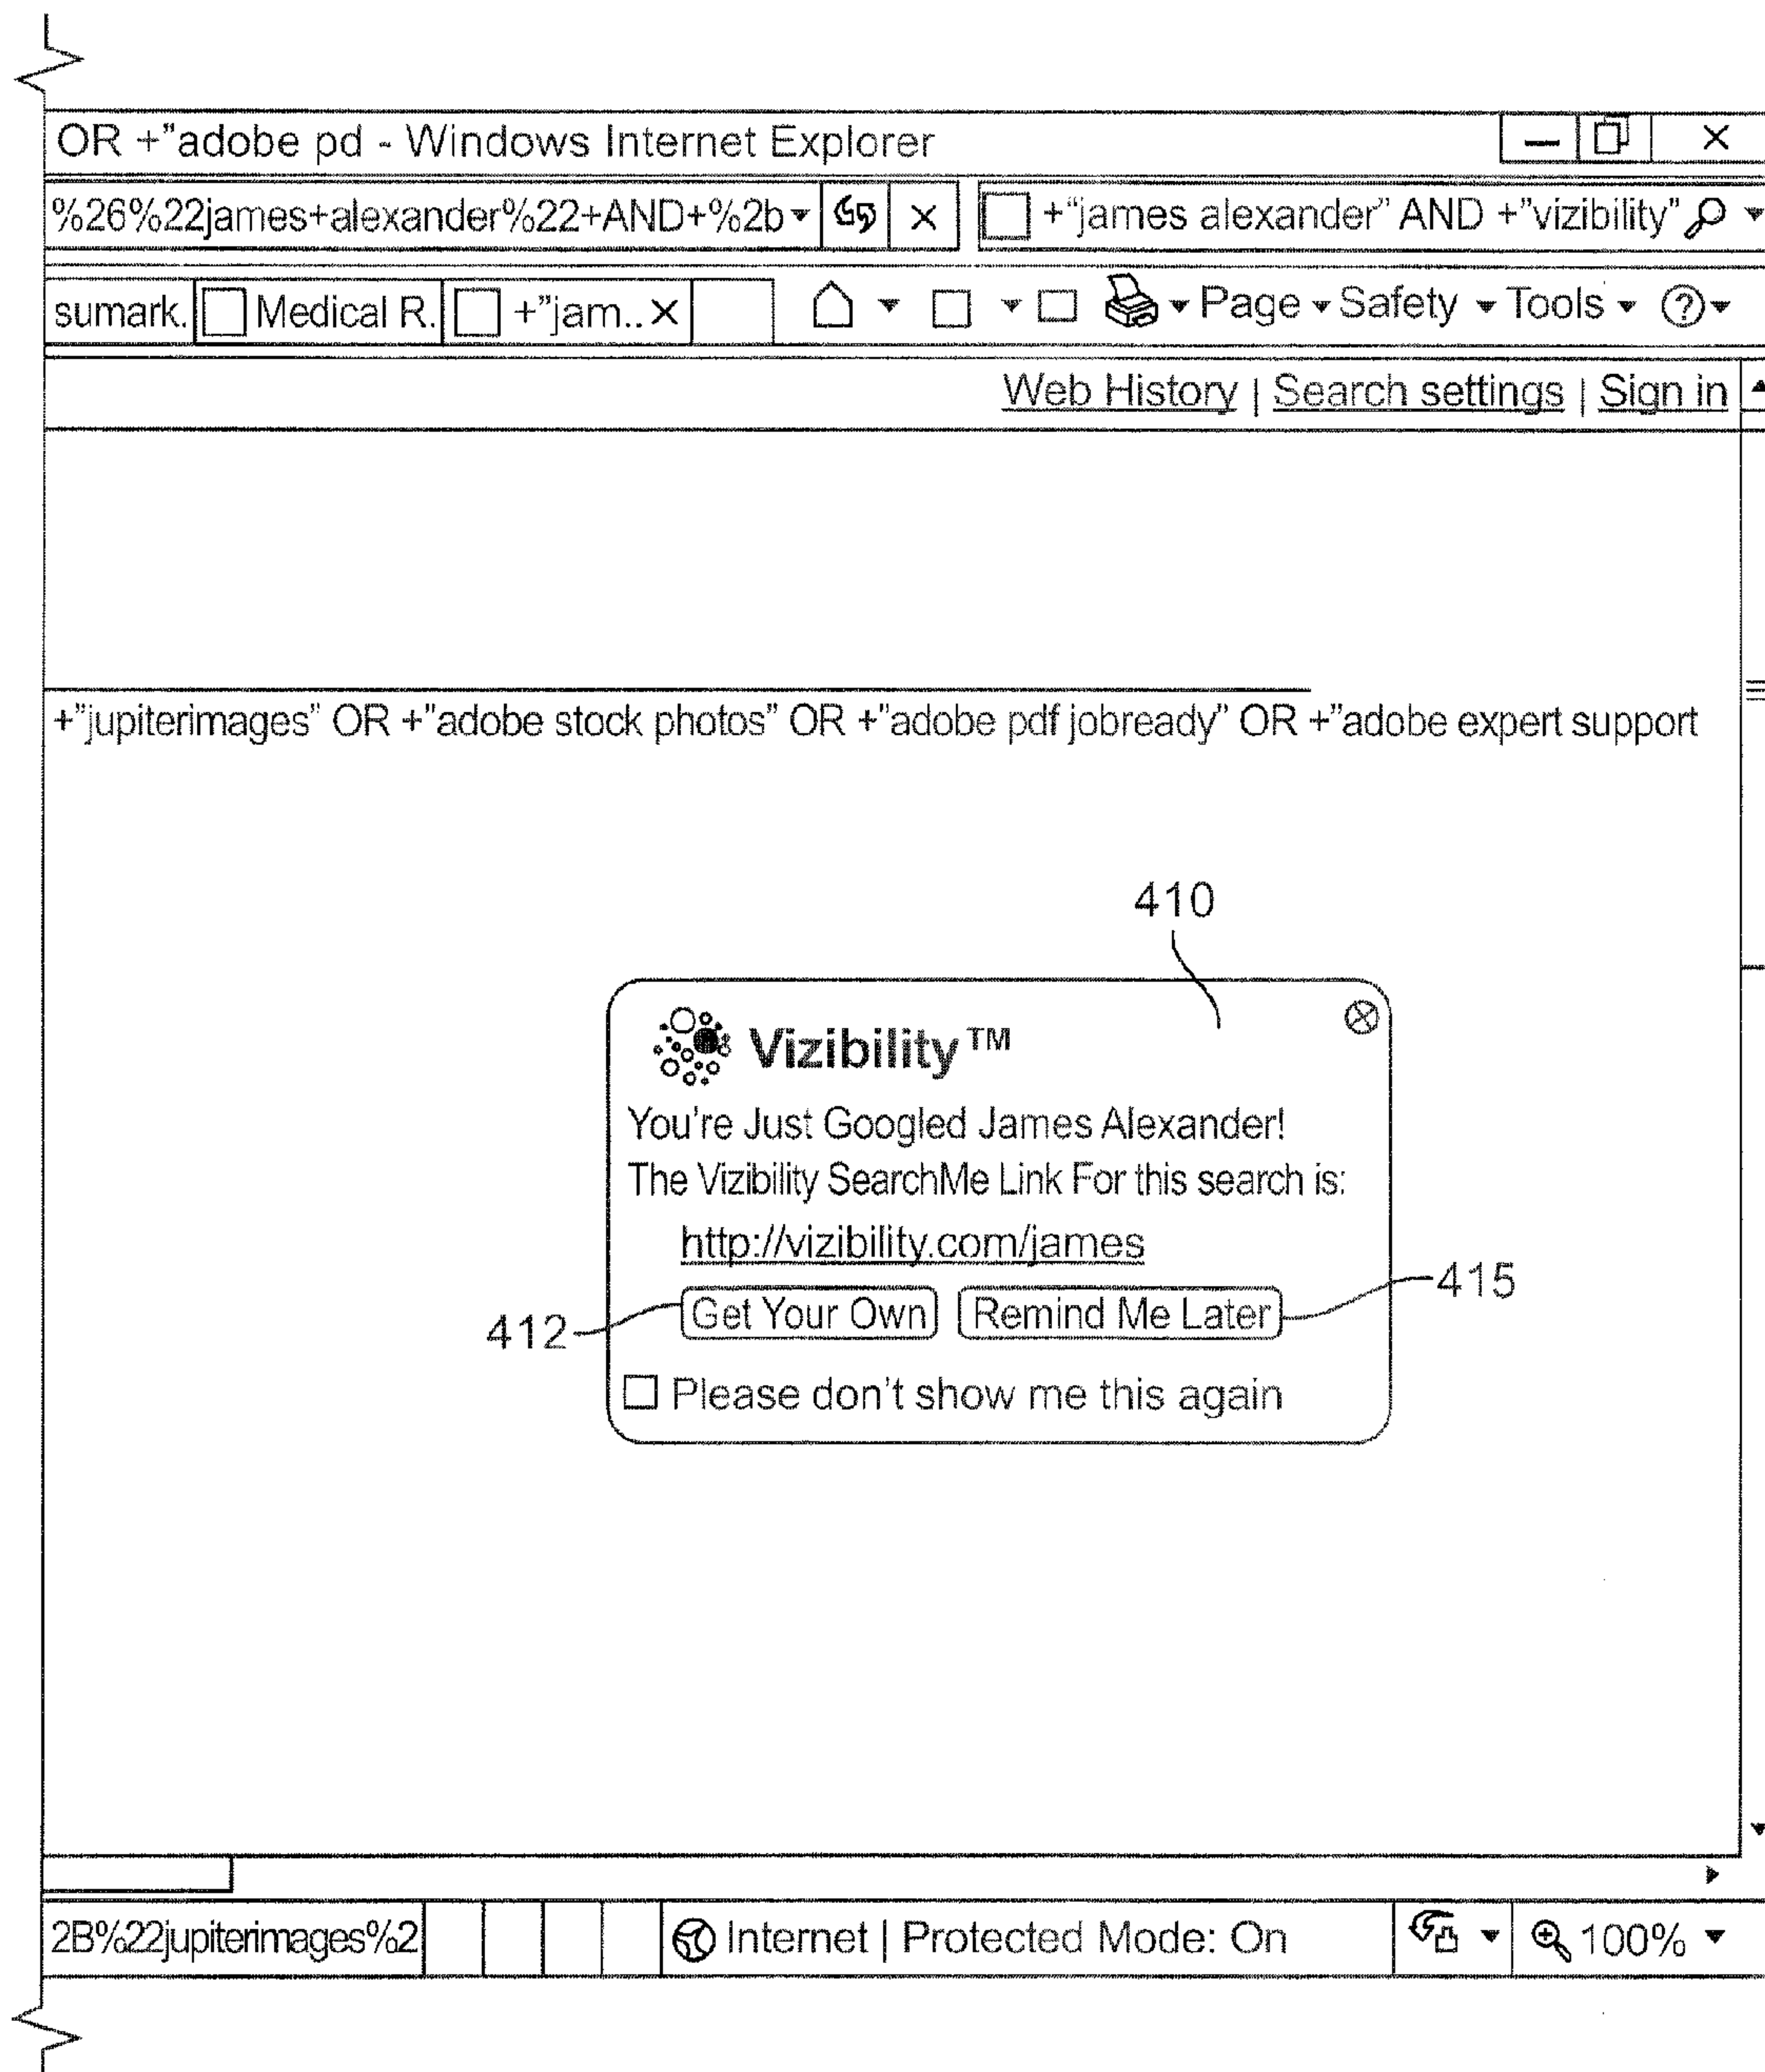 OR +"adobe pd - Windows Internet Explorer
%26%22james+alexander%22+AND+%2b +"james alexander" AND +"vizibility"
sumark. Medical R. +"jam.. Page Safety Tools
Web History | Search settings | Sign in
+"jupiterimages" OR +"adobe stock photos" OR +"adobe pdf jobready" OR +"adobe expert support
410
Vizibility™
You're Just Googled James Alexander!
The Vizibility SearchMe Link For this search is:
http://vizibility.com/james
412 Get Your Own Remind Me Later 415
Please don't show me this again
2B%22jupiterimages%2 Internet | Protected Mode: On 100%